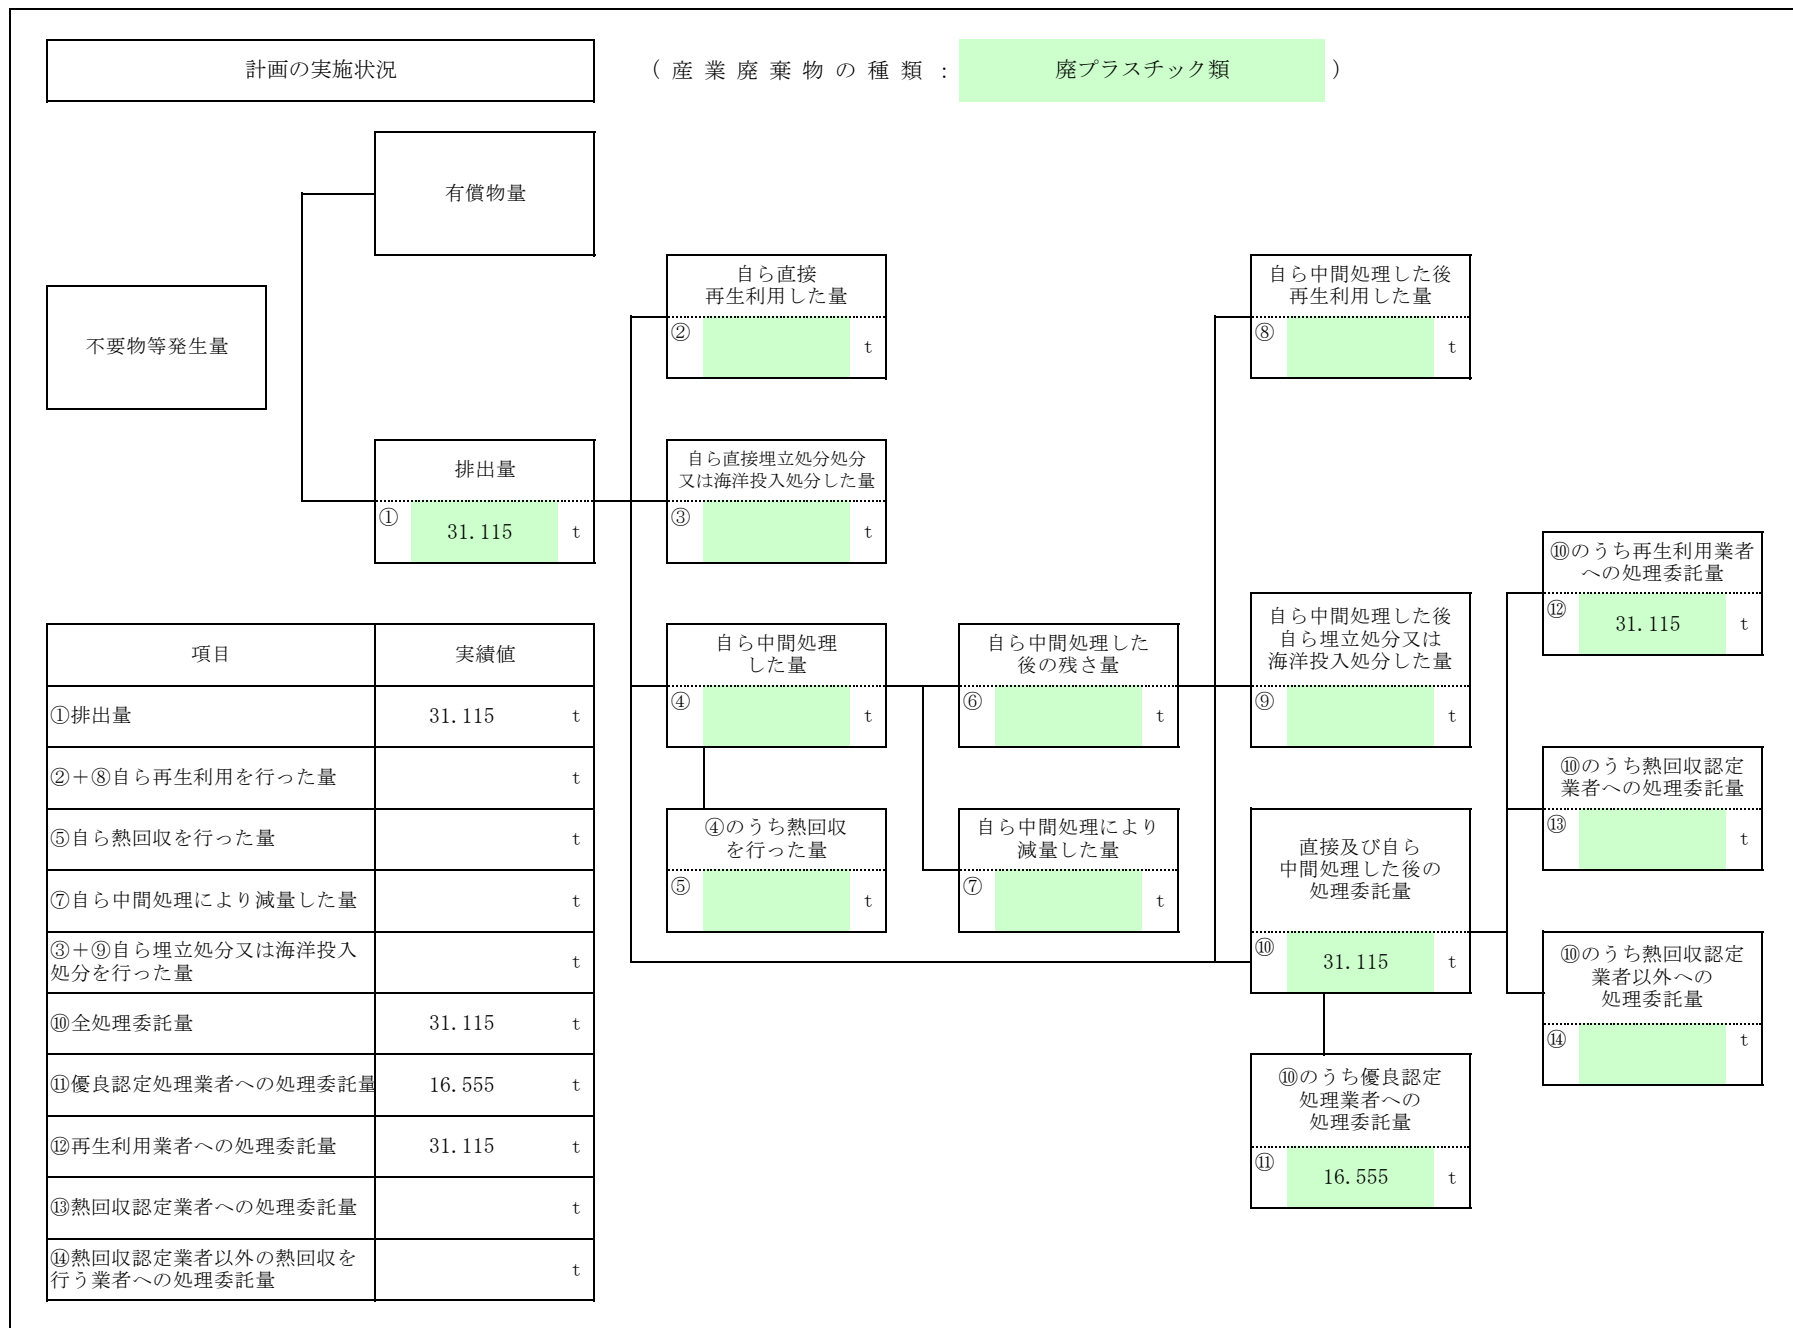 計画の実施状況
（産業廃棄物の種類： 廃プラスチック類 ）
有償物量
不要物等発生量
自ら直接
再生利用した量
② t
自ら中間処理した後
再生利用した量
⑧ t
排出量
① 31.115 t
自ら直接埋立処分処分
又は海洋投入処分した量
③ t
⑩のうち再生利用業者
への処理委託量
⑫ 31.115 t
自ら中間処理
した量
④ t
自ら中間処理した
後の残さ量
⑥ t
自ら中間処理した後
自ら埋立処分又は
海洋投入処分した量
⑨ t
⑩のうち熱回収認定
業者への処理委託量
⑬ t
④のうち熱回収
を行った量
⑤ t
自ら中間処理により
減量した量
⑦ t
直接及び自ら
中間処理した後の
処理委託量
⑩ 31.115 t
⑩のうち熱回収認定
業者以外への
処理委託量
⑭ t
⑩のうち優良認定
処理業者への
処理委託量
⑪ 16.555 t
項目 実績値
①排出量 31.115 t
②＋⑧自ら再生利用を行った量 t
⑤自ら熱回収を行った量 t
⑦自ら中間処理により減量した量 t
③＋⑨自ら埋立処分又は海洋投入
処分を行った量 t
⑩全処理委託量 31.115 t
⑪優良認定処理業者への処理委託量 16.555 t
⑫再生利用業者への処理委託量 31.115 t
⑬熱回収認定業者への処理委託量 t
⑭熱回収認定業者以外の熱回収を
行う業者への処理委託量 t